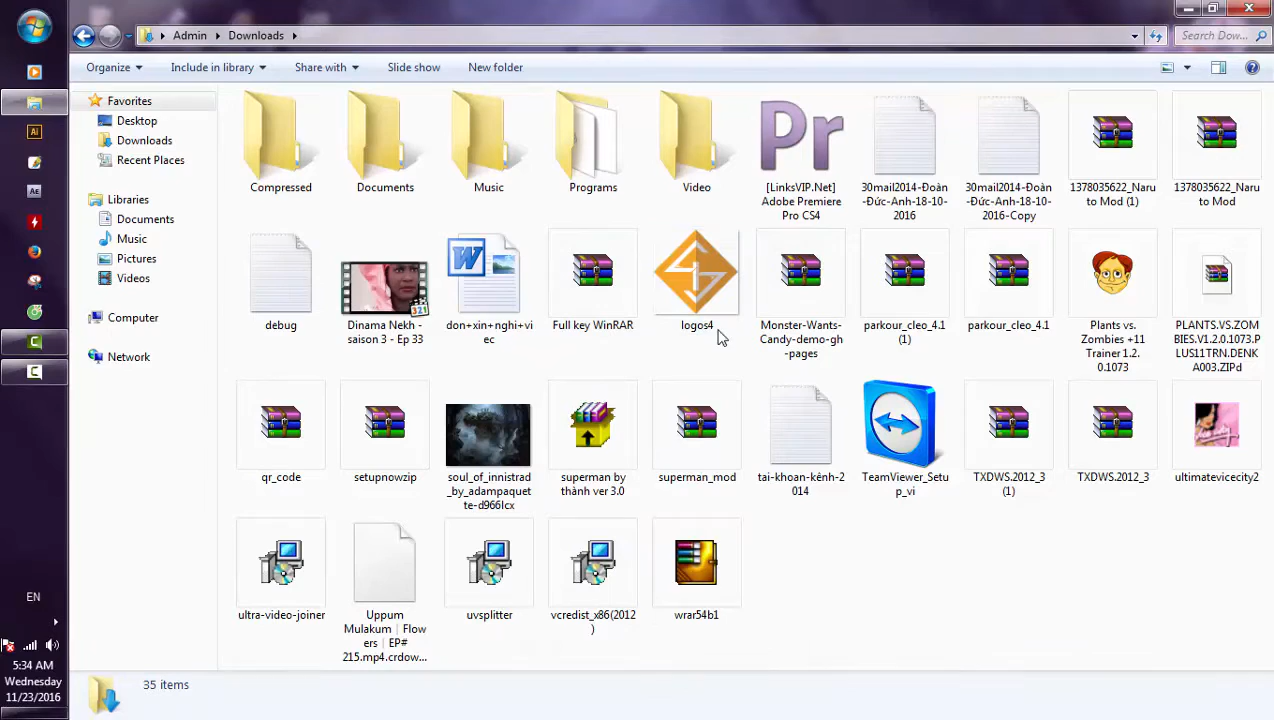 Admin ▸ Downloads ▸
Search Dow...
Organize
Include in library
Share with
Slide show
New folder
Favorites
Desktop
Downloads
Recent Places
Libraries
Documents
Music
Pictures
Videos
Computer
Network
Compressed
Documents
Music
Programs
Video
Pr
[LinksVIP.Net]
Adobe Premiere
Pro CS4
30mail2014-Đoàn
-Đức-Anh-18-10-
2016
30mail2014-Đoàn
-Đức-Anh-18-10-
2016-Copy
1378035622_Naru
to Mod (1)
1378035622_Naru
to Mod
debug
321
Dinama Nekh -
saison 3 - Ep 33
W
don+xin+nghi+vi
ec
Full key WinRAR
logos4
Monster-Wants-
Candy-demo-gh
-pages
parkour_cleo_4.1
(1)
parkour_cleo_4.1
Plants vs.
Zombies +11
Trainer 1.2.
0.1073
PLANTS.VS.ZOM
BIES.V1.2.0.1073.P
LUS11TRN.DENK
A003.ZIPd
qr_code
setupnowzip
soul_of_innistrad
_by_adampaquet
te-d966lcx
superman by
thành ver 3.0
superman_mod
tai-khoan-kênh-2
014
TeamViewer_Setu
p_vi
TXDWS.2012_3
(1)
TXDWS.2012_3
ultimatevicecity2
ultra-video-joiner
Uppum
Mulakum | Flow
ers | EP#
215.mp4.crdow...
uvsplitter
vcredist_x86(2012
)
wrar54b1
Ai
AE
EN
5:34 AM
Wednesday
11/23/2016
35 items